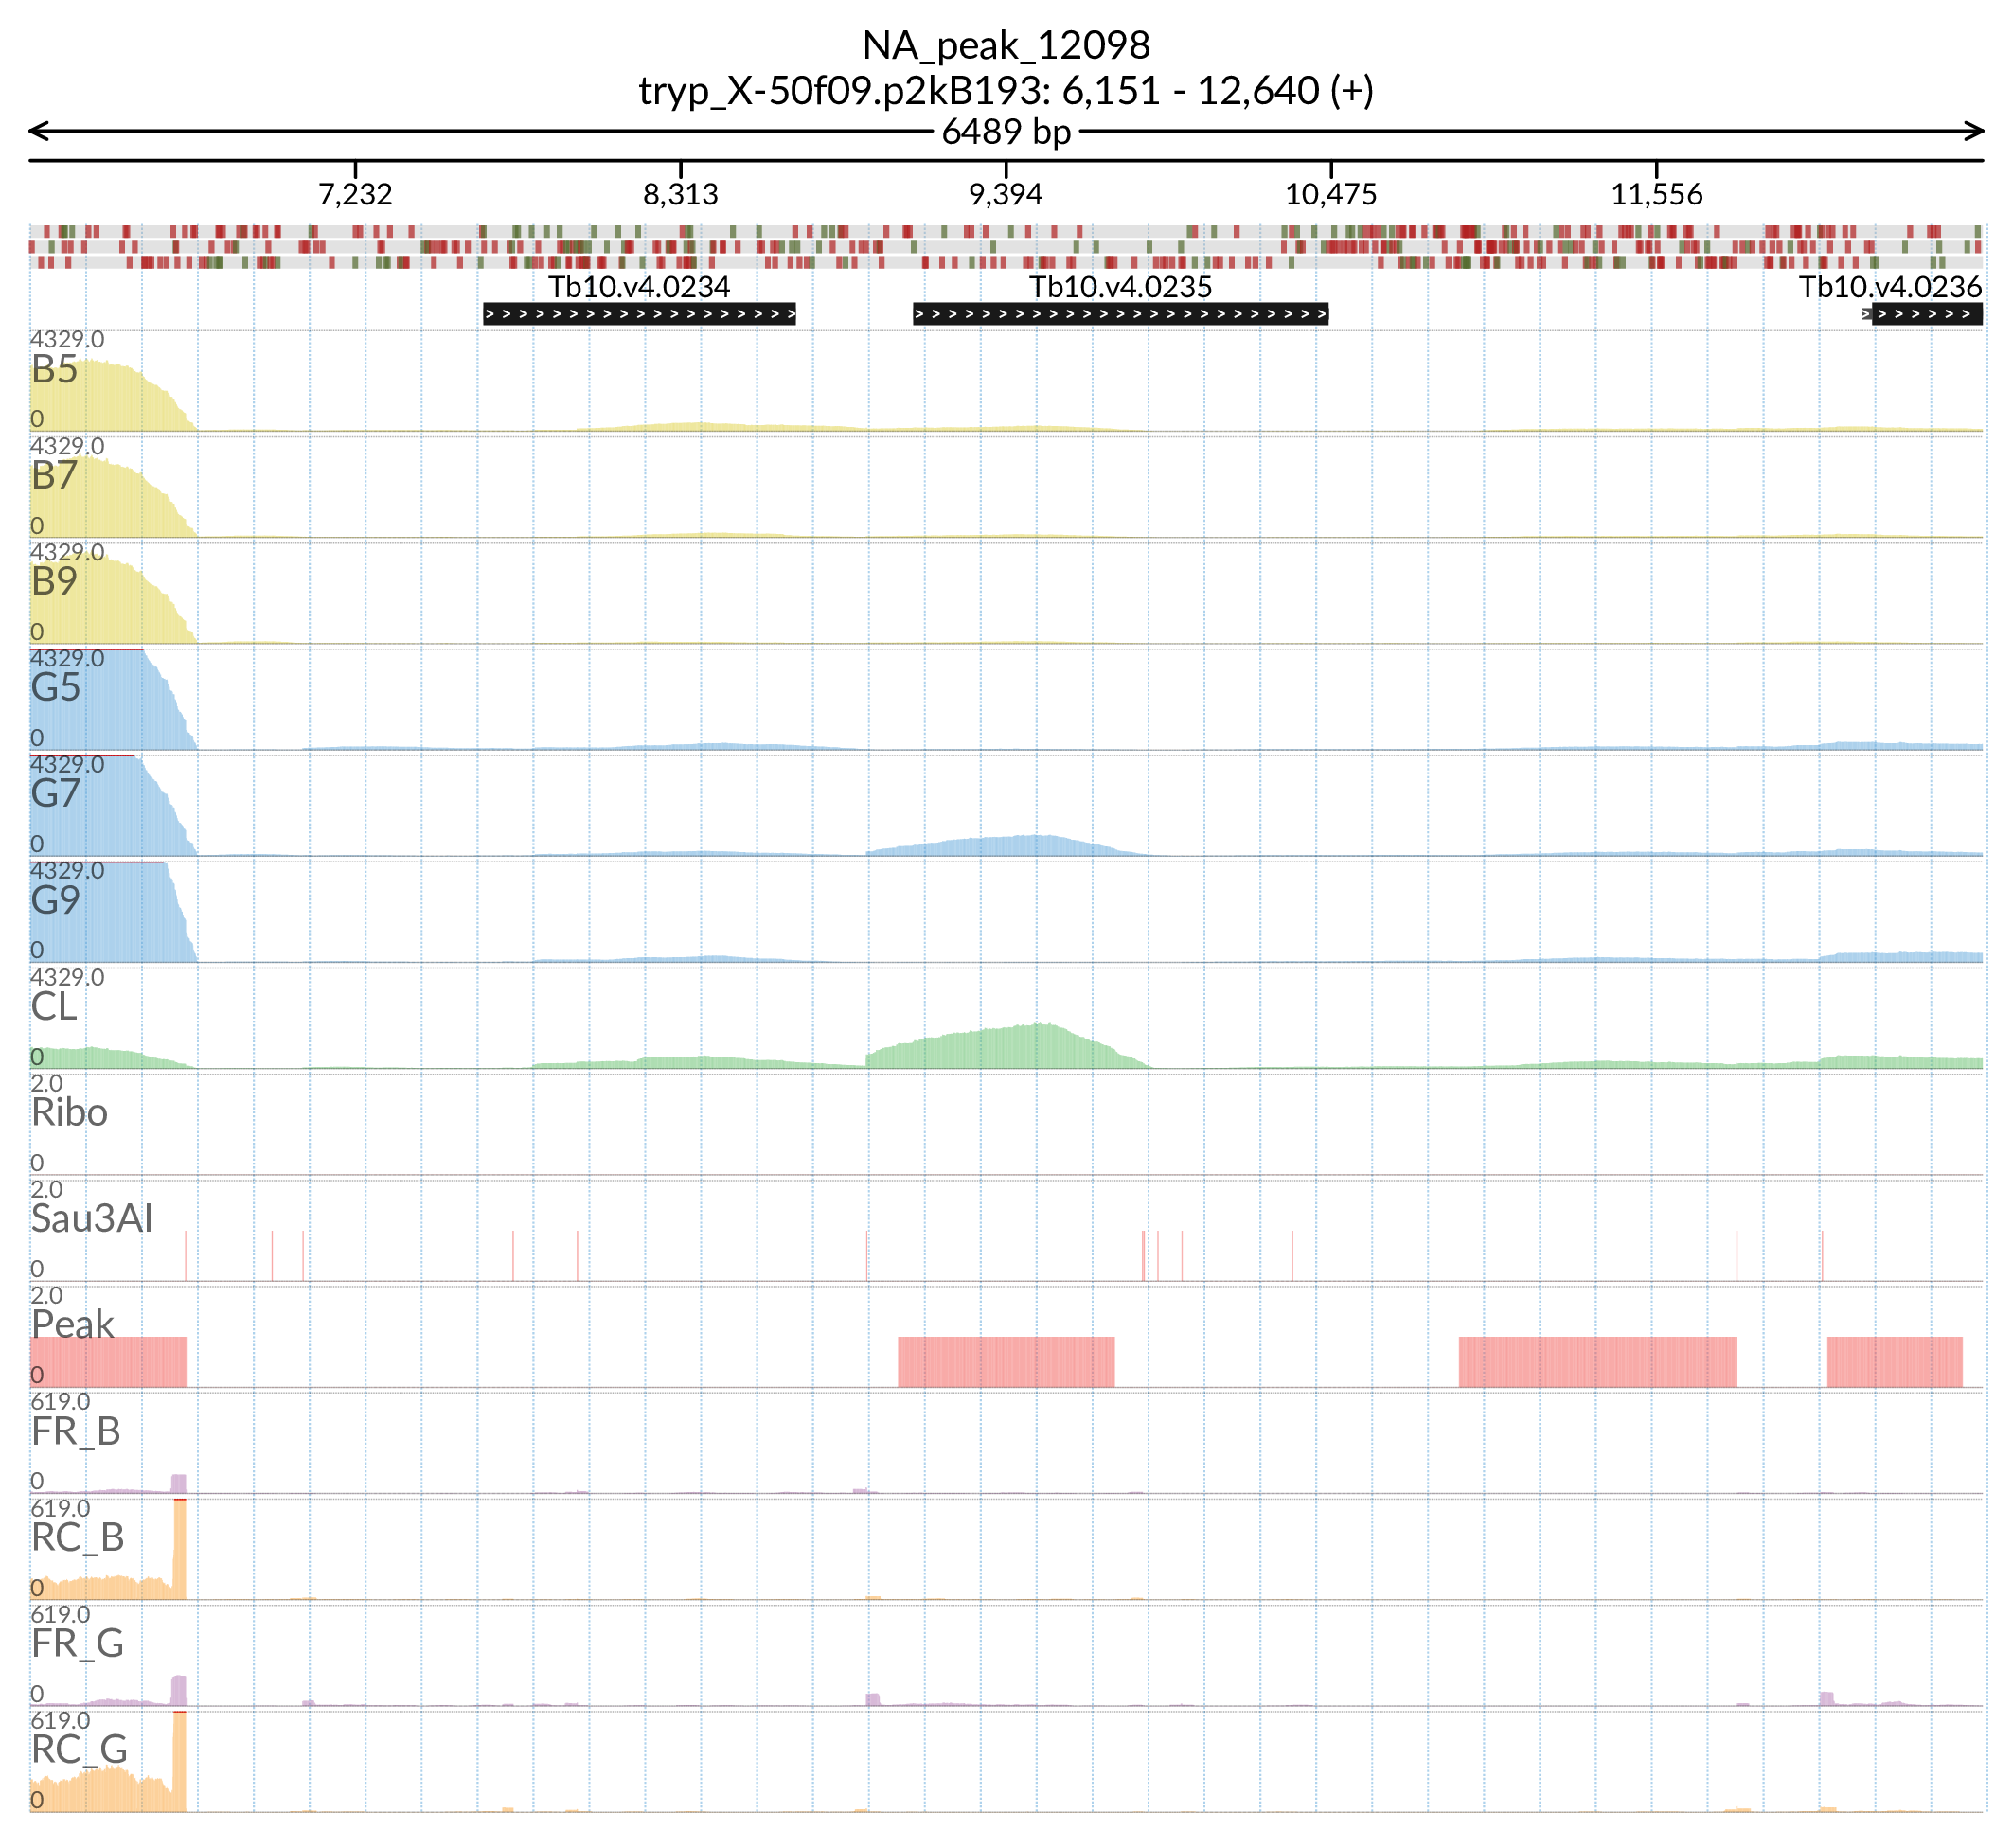 NA_peak_12098
tryp_X-50f09.p2kB193: 6,151 - 12,640 (+)
6489 bp
7,232 8,313 9,394 10,475 11,556
Tb10.v4.0234 Tb10.v4.0235 Tb10.v4.0236
4329.0
B5
0
4329.0
B7
0
4329.0
B9
0
4329.0
G5
0
4329.0
G7
0
4329.0
G9
0
4329.0
CL
0
2.0
Ribo
0
2.0
Sau3AI
0
2.0
Peak
0
619.0
FR_B
0
619.0
RC_B
0
619.0
FR_G
0
619.0
RC_G
0